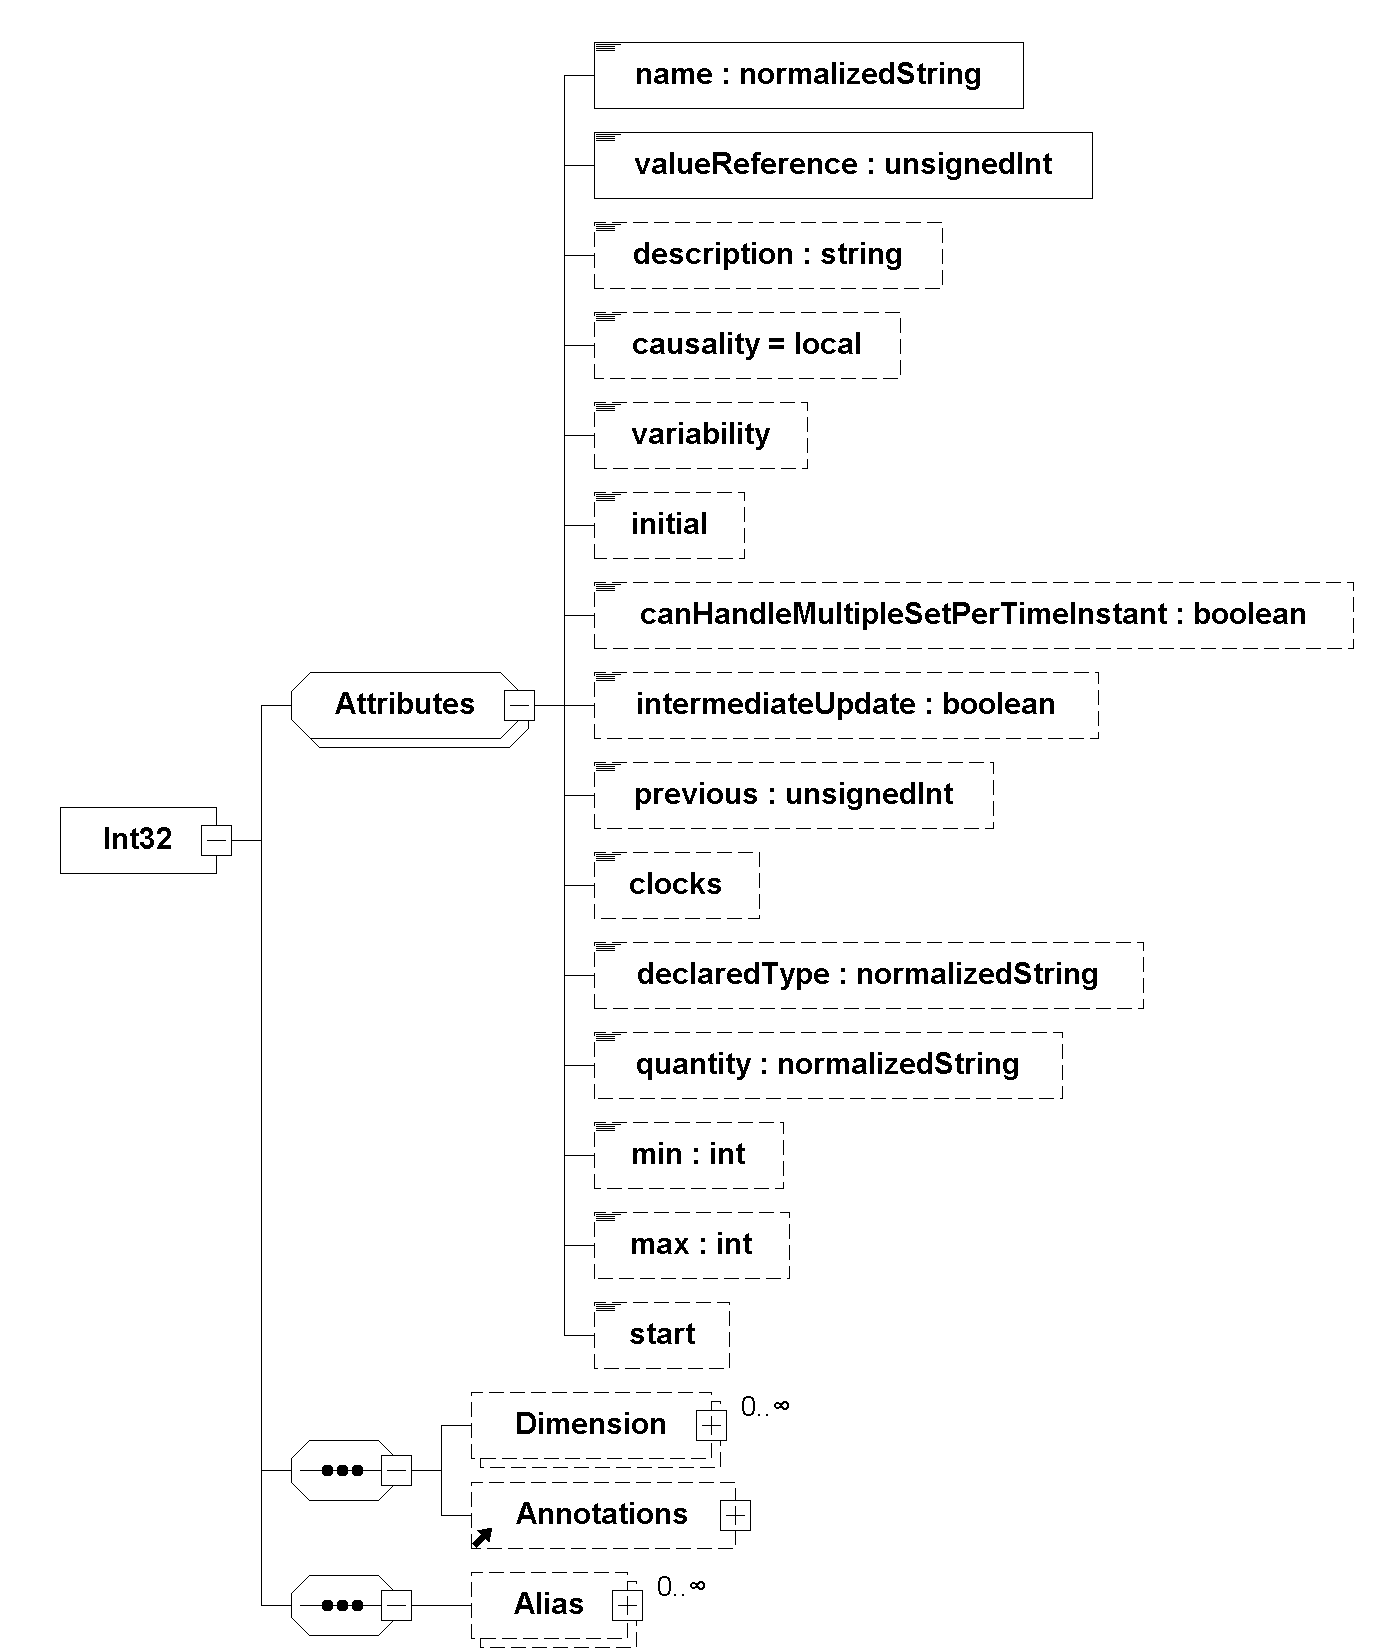 name : normalizedString
valueReference : unsignedInt
description : string
causality = local
variability
initial
canHandleMultipleSetPerTimeInstant : boolean
Attributes
intermediateUpdate : boolean
previous : unsignedInt
Int32
clocks
declaredType : normalizedString
quantity : normalizedString
min : int
max : int
start
Dimension
0..∞
Annotations
Alias
0..∞